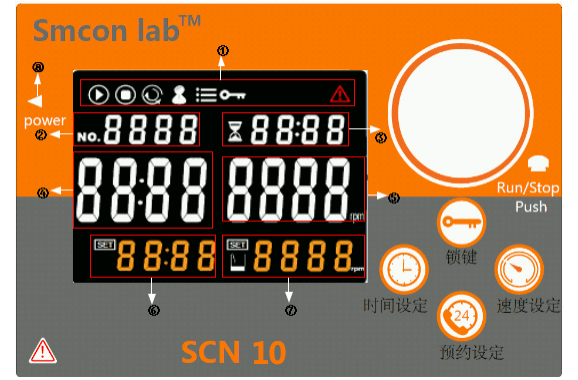 Smcon lab™
①
⑧
power
②
NO. 8888
88:88
③
④
88:88
8888 rpm
⑤
SET 88:88
SET 8888 rpm
⑥
⑦
Run/Stop
Push
锁键
时间设定
速度设定
24
预约设定
SCN 10